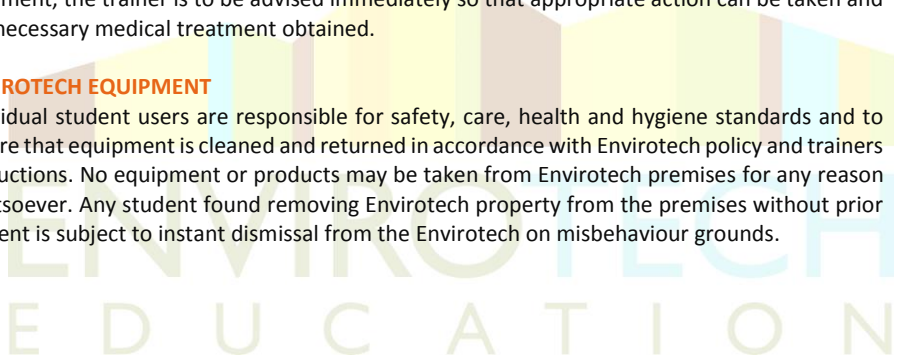 ment, the trainer is to be advised immediately so that appropriate action can be taken and
necessary medical treatment obtained.
ROTECH EQUIPMENT
idual student users are responsible for safety, care, health and hygiene standards and to
re that equipment is cleaned and returned in accordance with Envirotech policy and trainers
uctions. No equipment or products may be taken from Envirotech premises for any reason
tsoever. Any student found removing Envirotech property from the premises without prior
ent is subject to instant dismissal from the Envirotech on misbehaviour grounds.
ENVIROTECH
EDUCATION